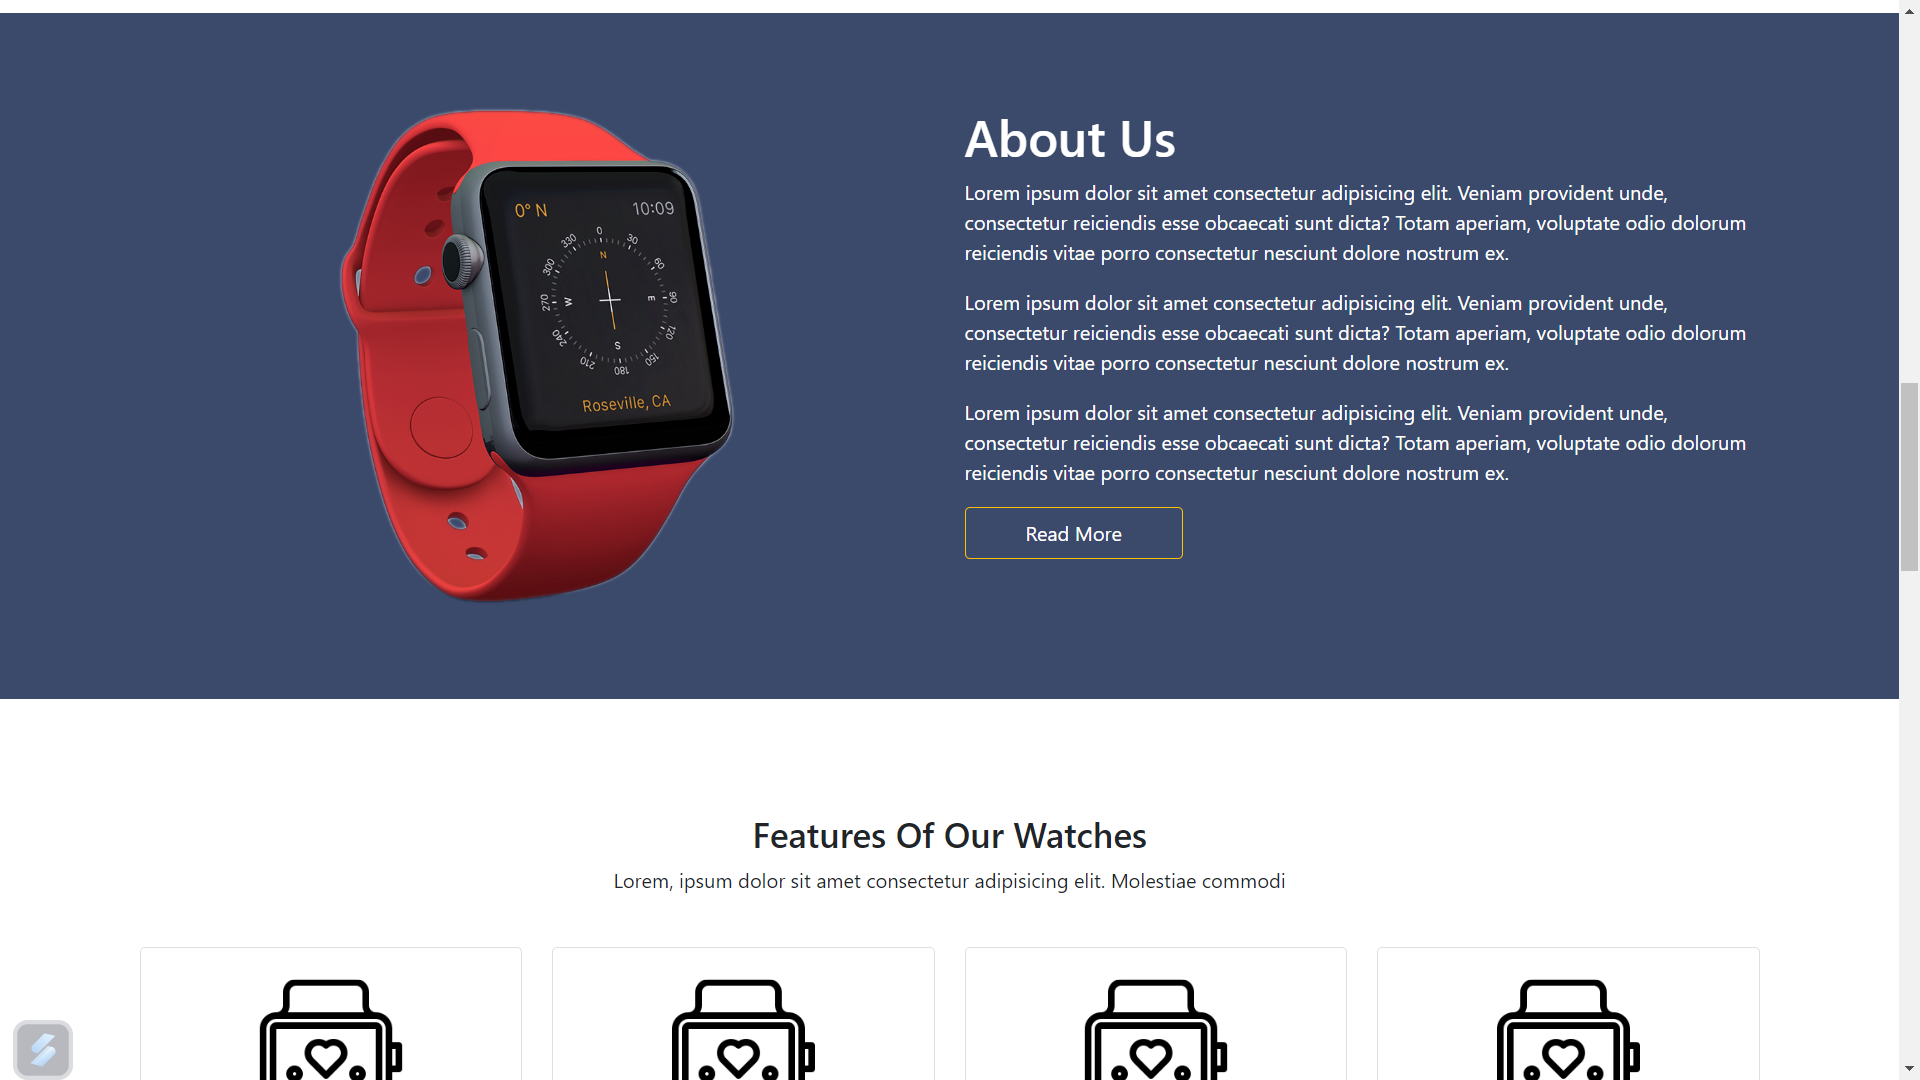 0° N
10:09
0
330
30
N
300
60
270
W
E
90
240
120
S
210
150
180
Roseville, CA
About Us
Lorem ipsum dolor sit amet consectetur adipisicing elit. Veniam provident unde,
consectetur reiciendis esse obcaecati sunt dicta? Totam aperiam, voluptate odio dolorum
reiciendis vitae porro consectetur nesciunt dolore nostrum ex.
Lorem ipsum dolor sit amet consectetur adipisicing elit. Veniam provident unde,
consectetur reiciendis esse obcaecati sunt dicta? Totam aperiam, voluptate odio dolorum
reiciendis vitae porro consectetur nesciunt dolore nostrum ex.
Lorem ipsum dolor sit amet consectetur adipisicing elit. Veniam provident unde,
consectetur reiciendis esse obcaecati sunt dicta? Totam aperiam, voluptate odio dolorum
reiciendis vitae porro consectetur nesciunt dolore nostrum ex.
Read More
Features Of Our Watches
Lorem, ipsum dolor sit amet consectetur adipisicing elit. Molestiae commodi